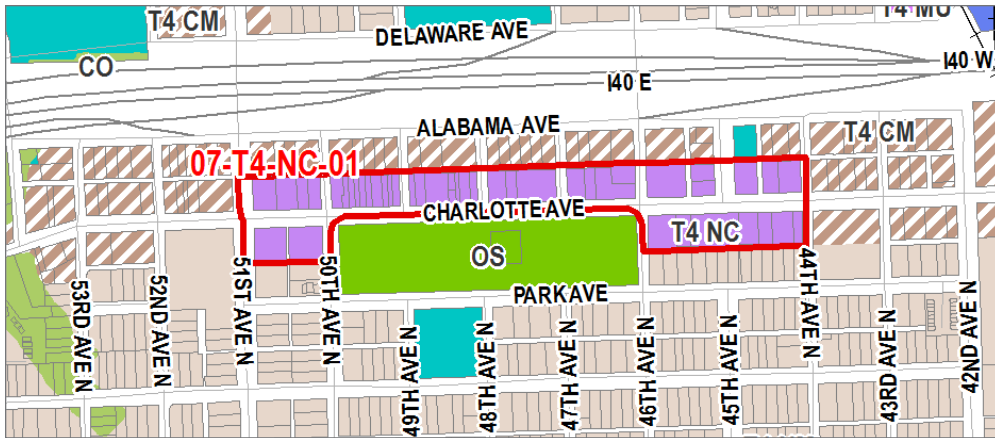 T4 CM
T4 MU
DELAWARE AVE
CO
I40 W
I40 E
ALABAMA AVE
T4 CM
07-T4-NC-01
CHARLOTTE AVE
T4 NC
OS
PARK AVE
53RD AVE N
52ND AVE N
51ST AVE N
50TH AVE N
49TH AVE N
48TH AVE N
47TH AVE N
46TH AVE N
45TH AVE N
44TH AVE N
43RD AVE N
42ND AVE N